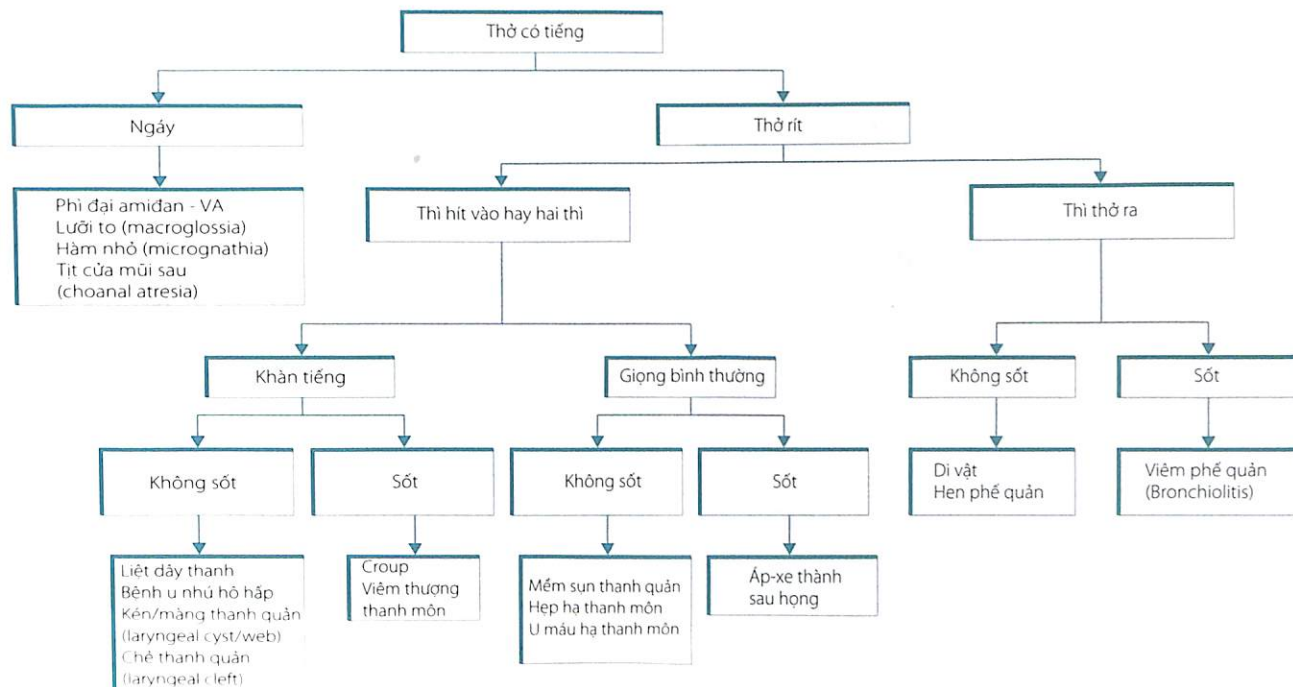 Thở có tiếng
Ngáy
Thở rít
Phì đại amiđan - VA
Lưỡi to (macroglossia)
Hàm nhỏ (micrognathia)
Tịt cửa mũi sau
(choanal atresia)
Thì hít vào hay hai thì
Thì thở ra
Khàn tiếng
Giọng bình thường
Không sốt
Sốt
Không sốt
Sốt
Không sốt
Sốt
Di vật
Hen phế quản
Viêm phế quản
(Bronchiolitis)
Liệt dây thanh
Bệnh u nhú hô hấp
Kén/màng thanh quản
(laryngeal cyst/web)
Chẻ thanh quản
(laryngeal cleft)
Croup
Viêm thượng
thanh môn
Mềm sụn thanh quản
Hẹp hạ thanh môn
U máu hạ thanh môn
Áp-xe thành
sau họng